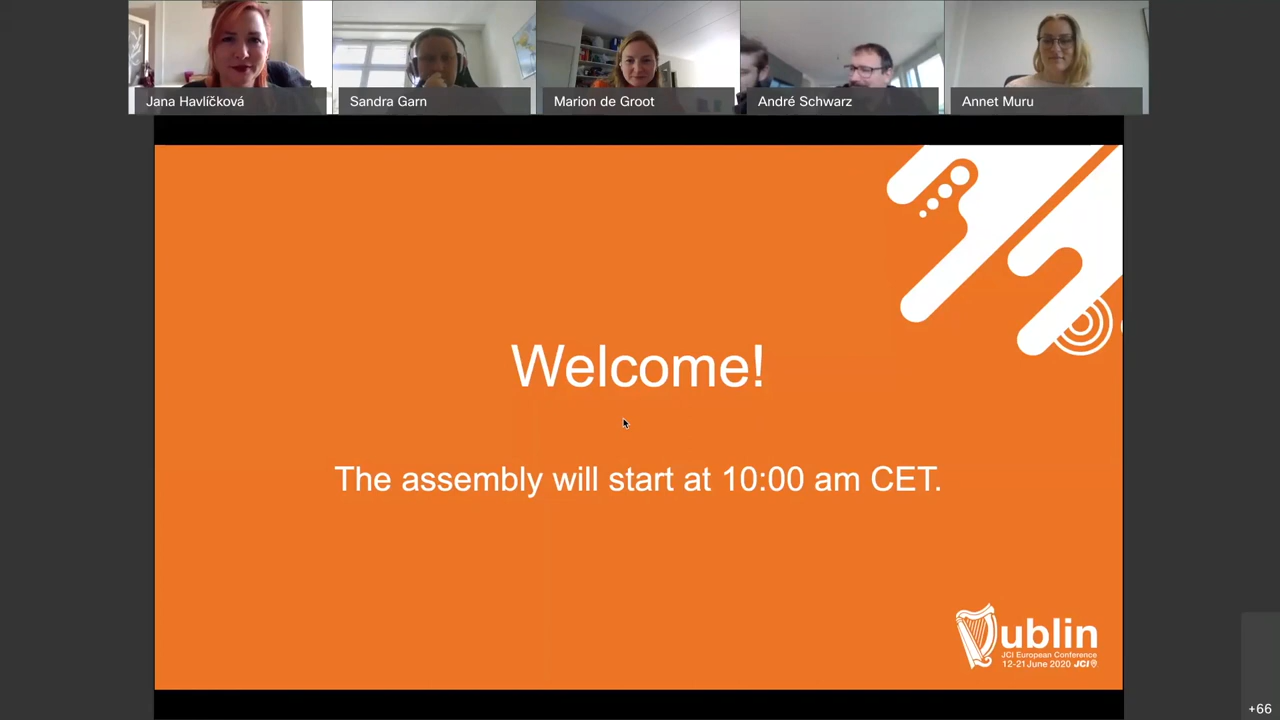 Jana Havlíčková
Sandra Garn
Marion de Groot
André Schwarz
Annet Muru
Welcome!
The assembly will start at 10:00 am CET.
Dublin
JCI European Conference
12-21 June 2020 JCI
+66